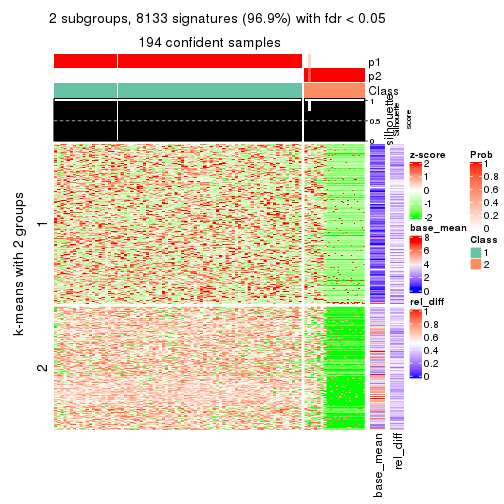 2 subgroups, 8133 signatures (96.9%) with fdr < 0.05
194 confident samples
p1
p2
Class
1
0.5
0
silhouette
Silhouette
score
k-means with 2 groups
1
2
base_mean
rel_diff
z-score
2
1
0
-1
-2
base_mean
8
6
4
2
0
rel_diff
1
0.8
0.6
0.4
0.2
0
Prob
1
0.8
0.6
0.4
0.2
0
Class
1
2